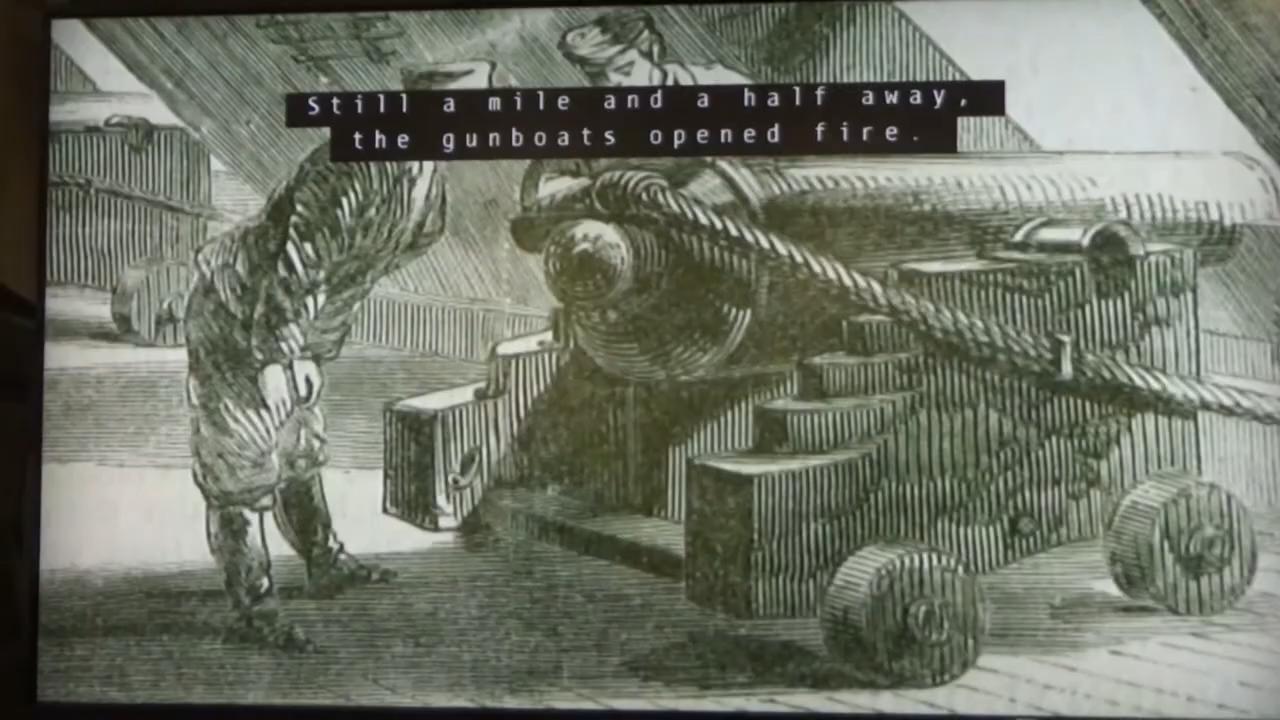 Still a mile and a half away,
the gunboats opened fire.